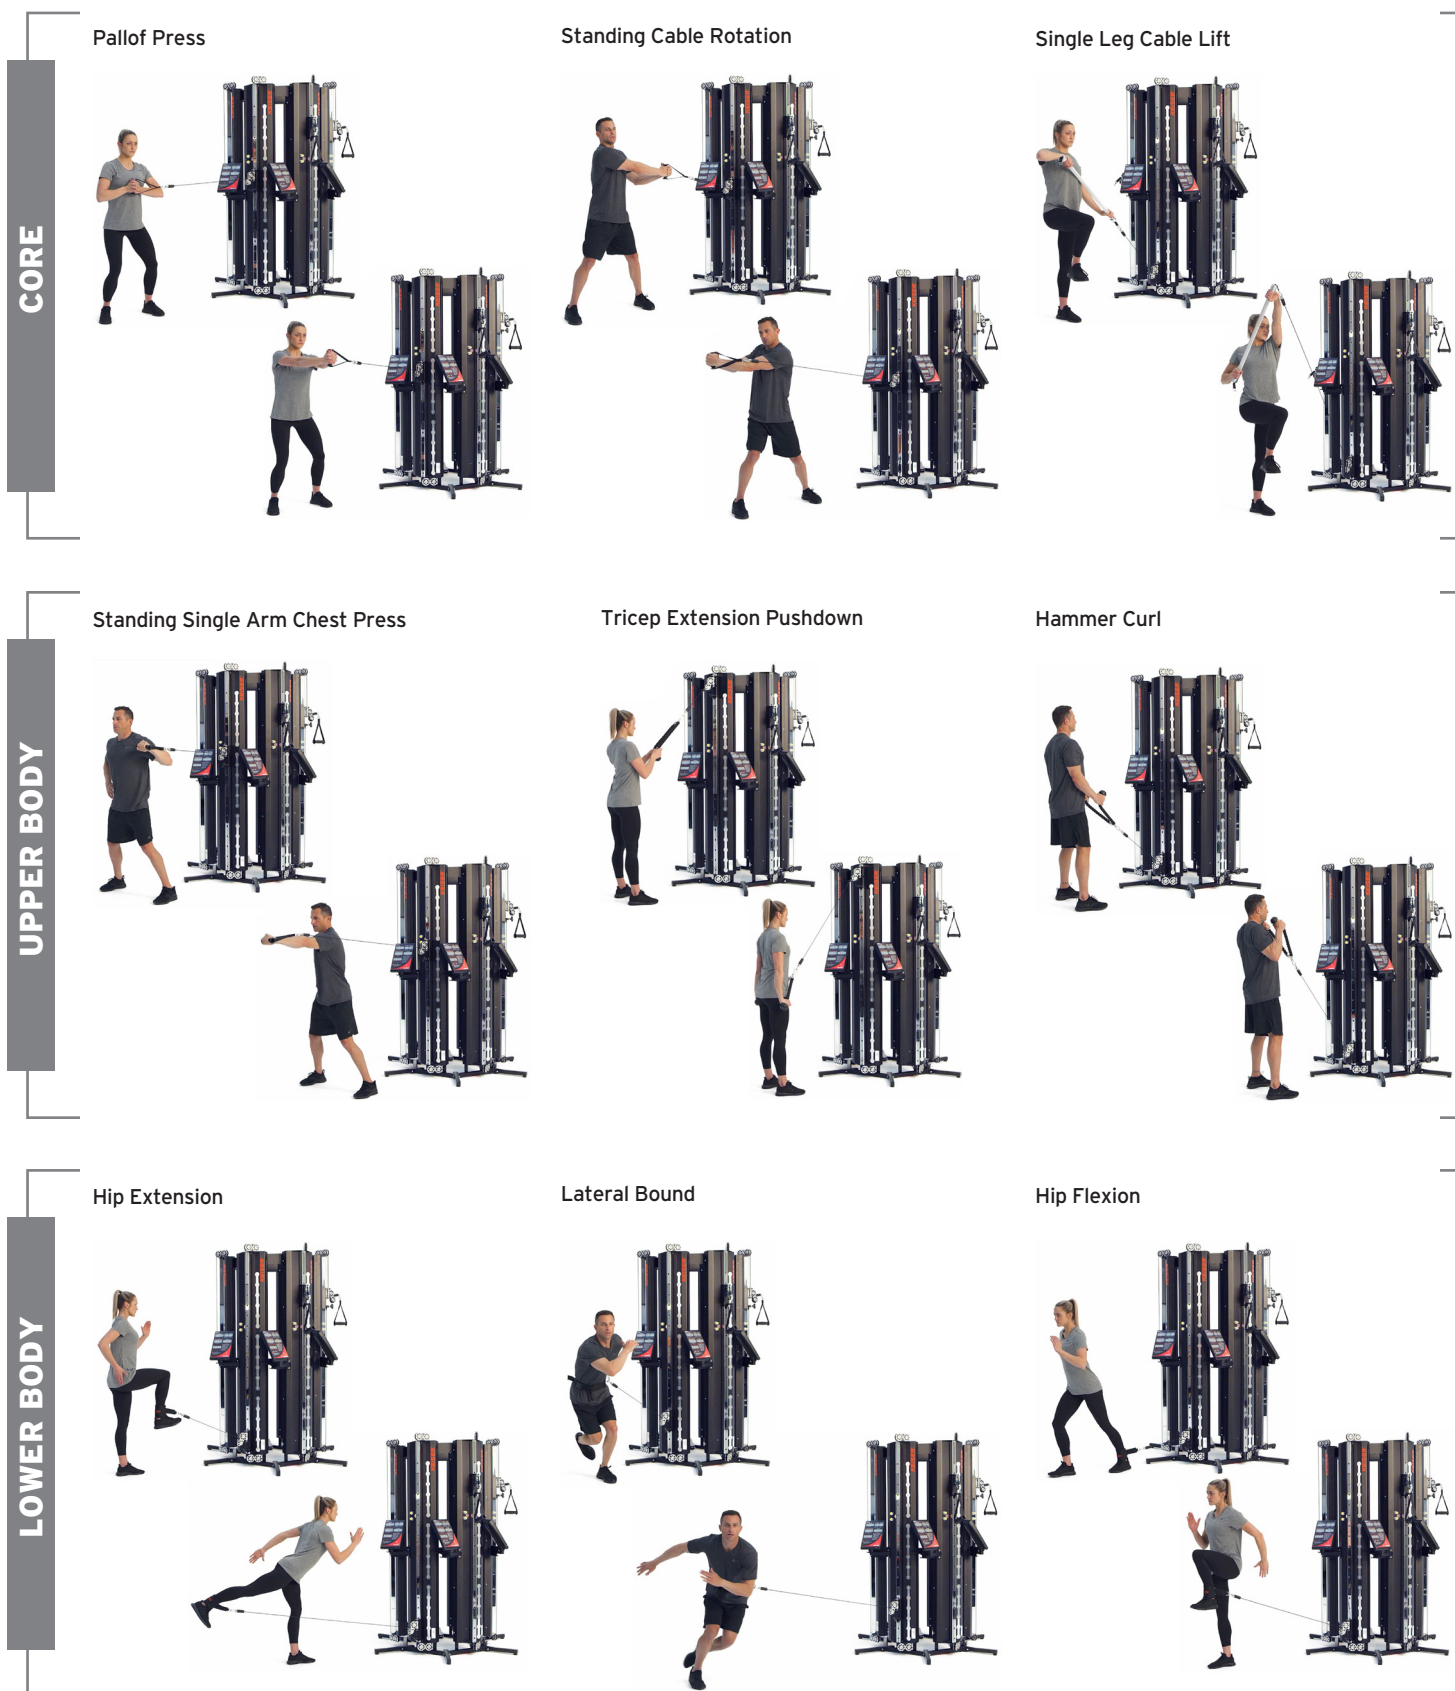 CORE
Pallof Press
Standing Cable Rotation
Single Leg Cable Lift
UPPER BODY
Standing Single Arm Chest Press
Tricep Extension Pushdown
Hammer Curl
LOWER BODY
Hip Extension
Lateral Bound
Hip Flexion